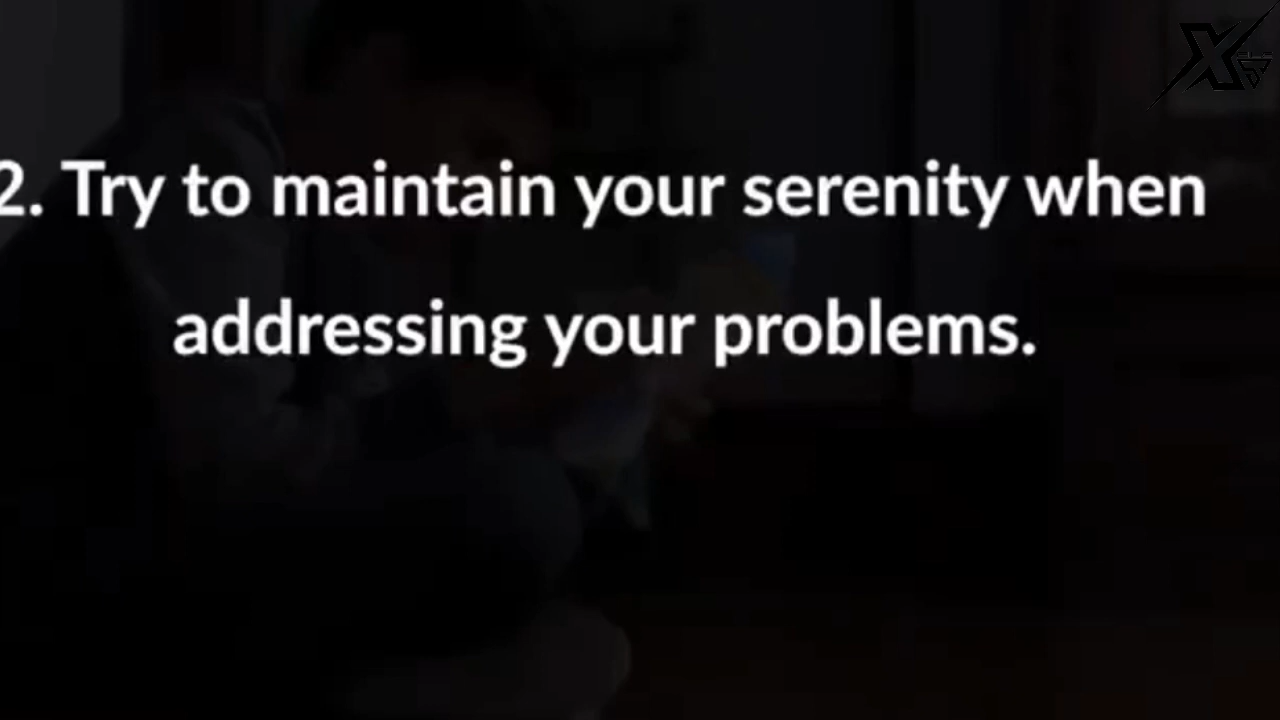 2. Try to maintain your serenity when
addressing your problems.